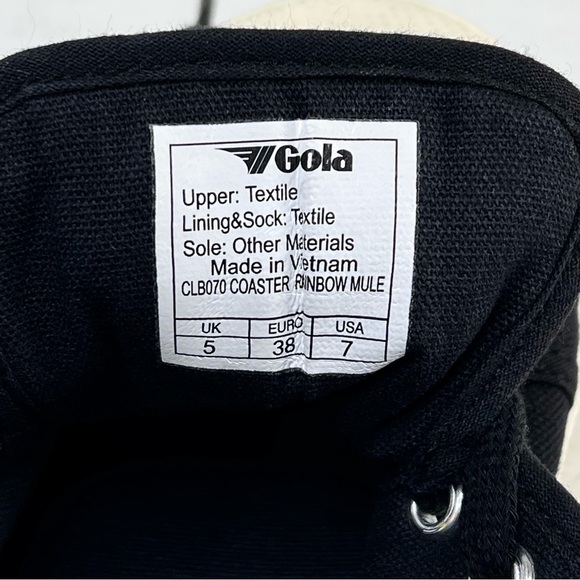 Gola
Upper: Textile
Lining&Sock: Textile
Sole: Other Materials
Made in Vietnam
CLB070 COASTER RAINBOW MULE
UK EURO USA
5 38 7